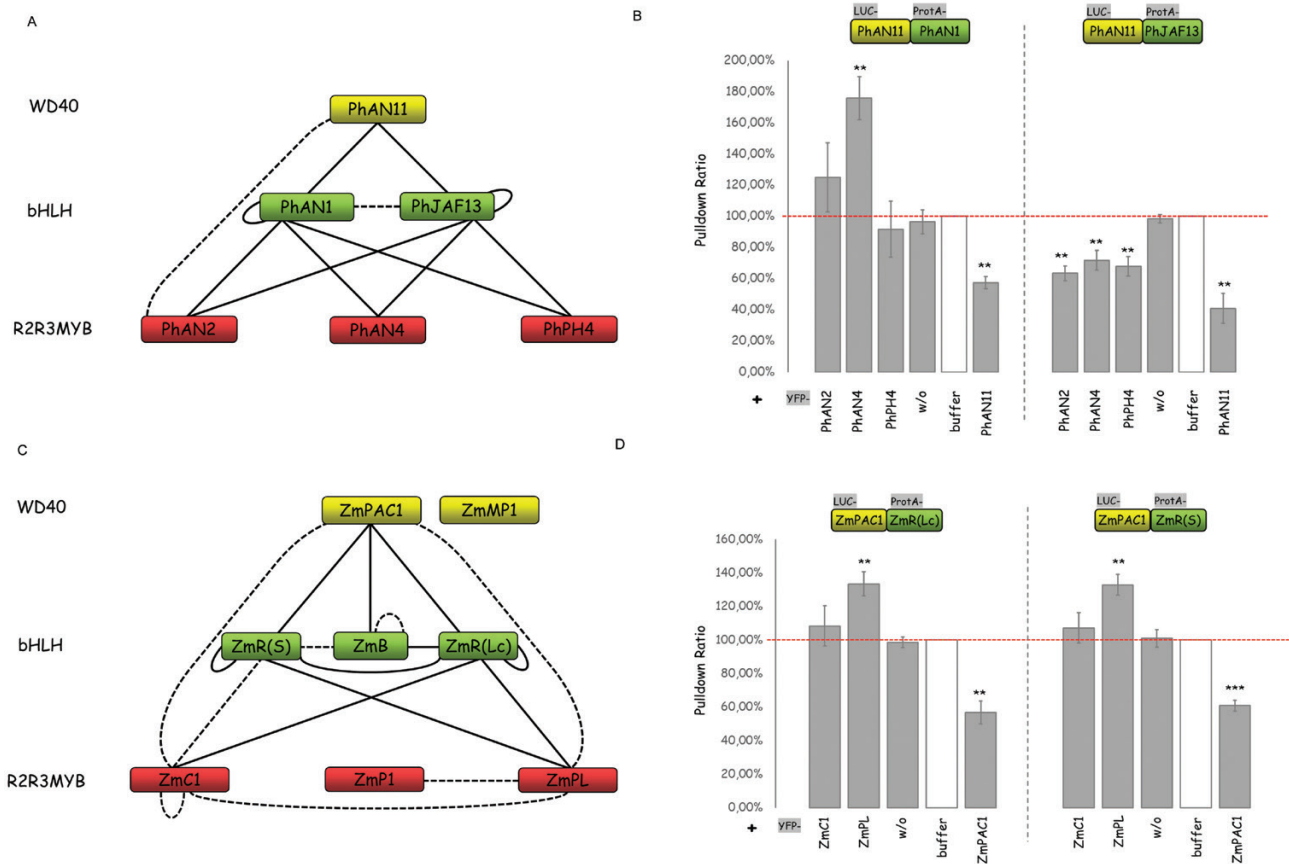 A
WD40
PhAN11
bHLH
PhAN1
PhJAF13
R2R3MYB
PhAN2
PhAN4
PhPH4
B
LUC-
ProtA-
PhAN11
PhAN1
LUC-
ProtA-
PhAN11
PhJAF13
Pulldown Ratio
200,00%
180,00%
160,00%
140,00%
120,00%
100,00%
80,00%
60,00%
40,00%
20,00%
0,00%
**
**
**
**
**
**
+
YFP-
PhAN2
PhAN4
PhPH4
w/o
buffer
PhAN11
PhAN2
PhAN4
PhPH4
w/o
buffer
PhAN11
C
WD40
ZmPAC1
ZmMP1
bHLH
ZmR(S)
ZmB
ZmR(Lc)
R2R3MYB
ZmC1
ZmP1
ZmPL
D
LUC-
ProtA-
ZmPAC1
ZmR(Lc)
LUC-
ProtA-
ZmPAC1
ZmR(S)
Pulldown Ratio
160,00%
140,00%
120,00%
100,00%
80,00%
60,00%
40,00%
20,00%
0,00%
**
**
**
***
+
YFP-
ZmC1
ZmPL
w/o
buffer
ZmPAC1
ZmC1
ZmPL
w/o
buffer
ZmPAC1